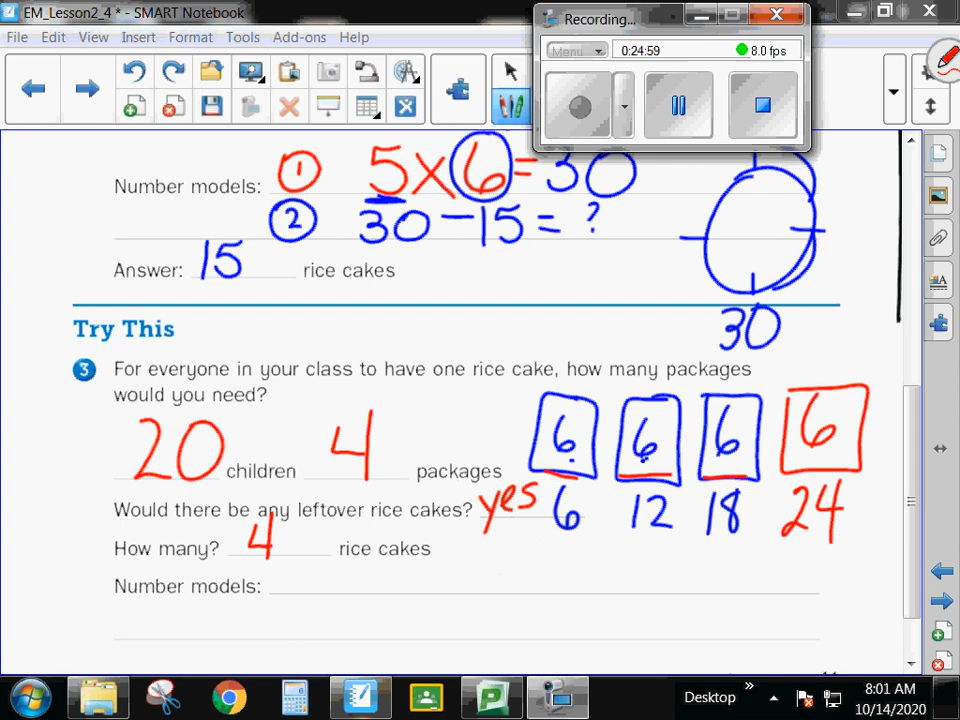 EM_Lesson2_4 * - SMART Notebook
Recording...
File Edit View Insert Format Tools Add-ons Help
Menu 0:24:59 8.0 fps
Number models: 1 5 x 6 = 30
2 30 - 15 = ?
Answer: 15 rice cakes
30
Try This
3 For everyone in your class to have one rice cake, how many packages
would you need?
6 6 6 6
20 children 4 packages
Would there be any leftover rice cakes? yes 6 12 18 24
How many? 4 rice cakes
Number models:
Desktop
8:01 AM
10/14/2020